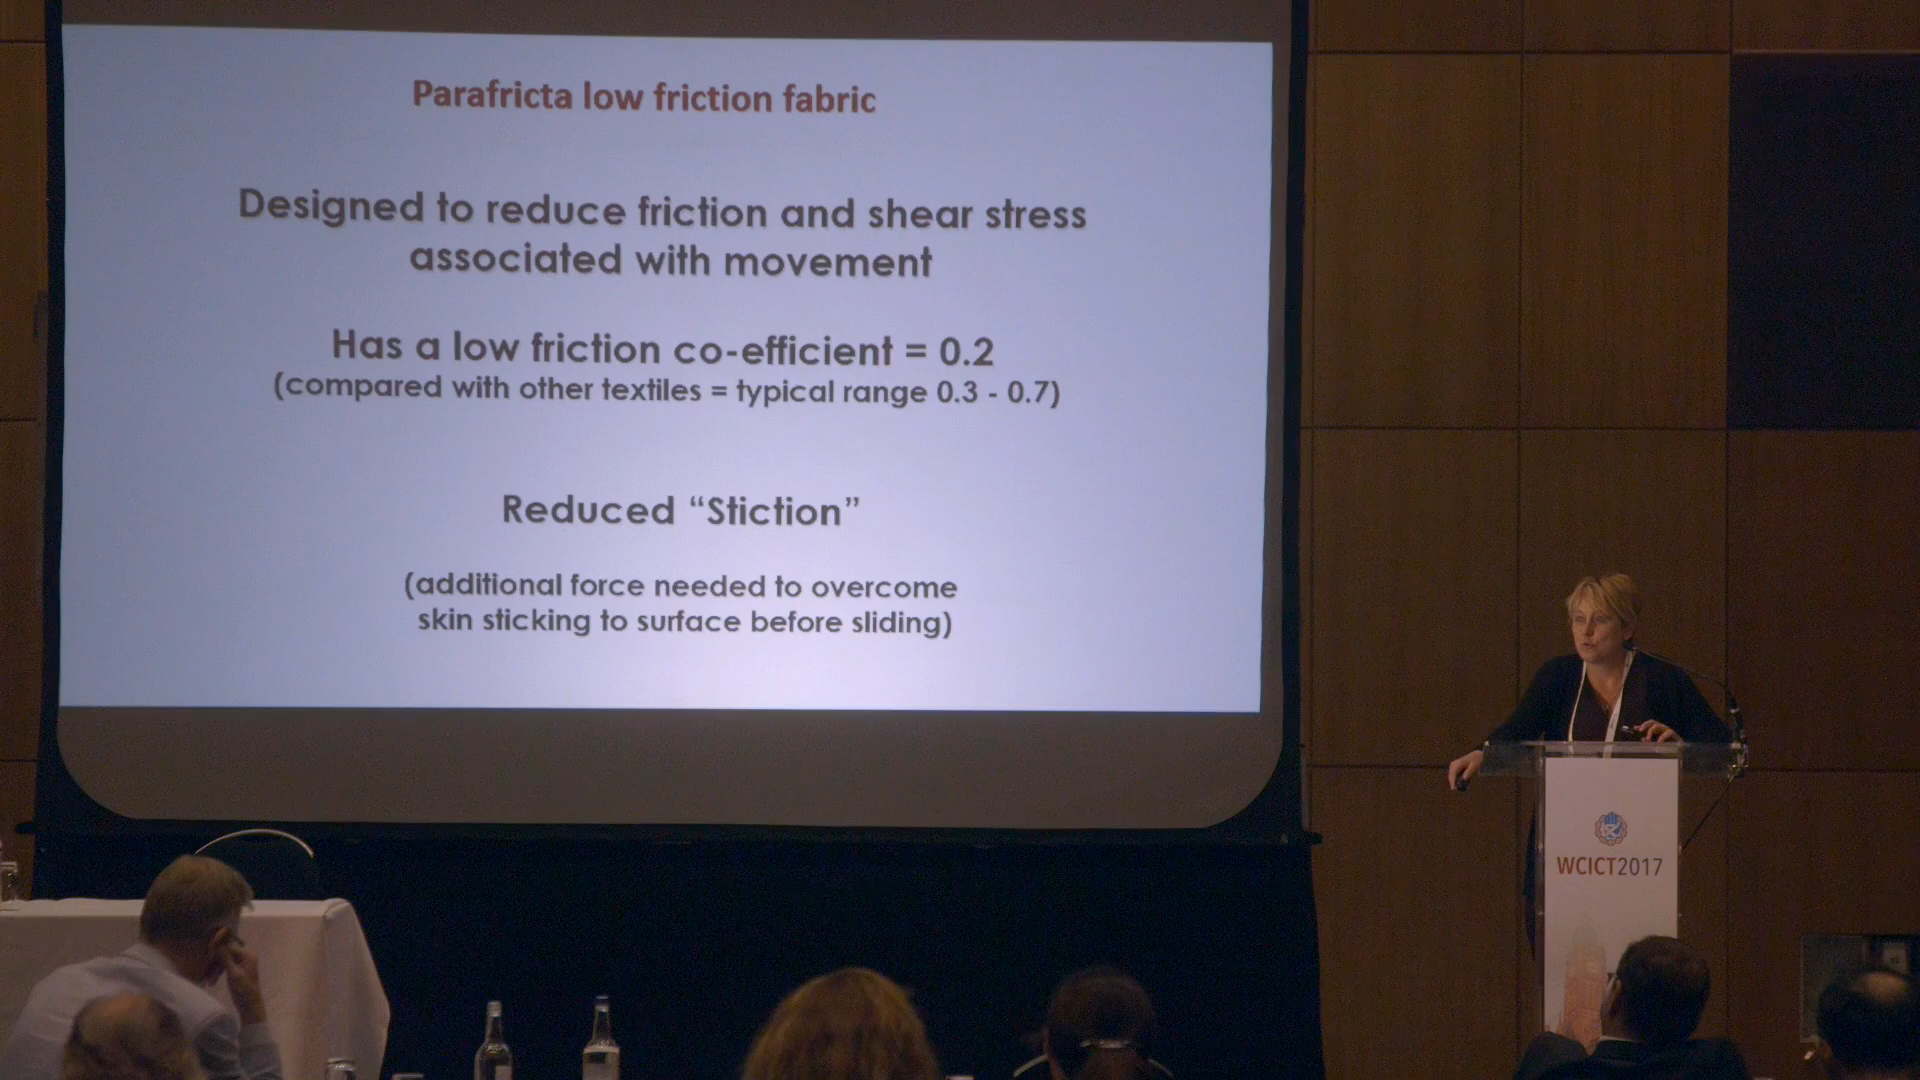 Parafricta low friction fabric
Designed to reduce friction and shear stress
associated with movement
Has a low friction co-efficient = 0.2
(compared with other textiles = typical range 0.3 - 0.7)
Reduced “Stiction”
(additional force needed to overcome
skin sticking to surface before sliding)
WCICT2017